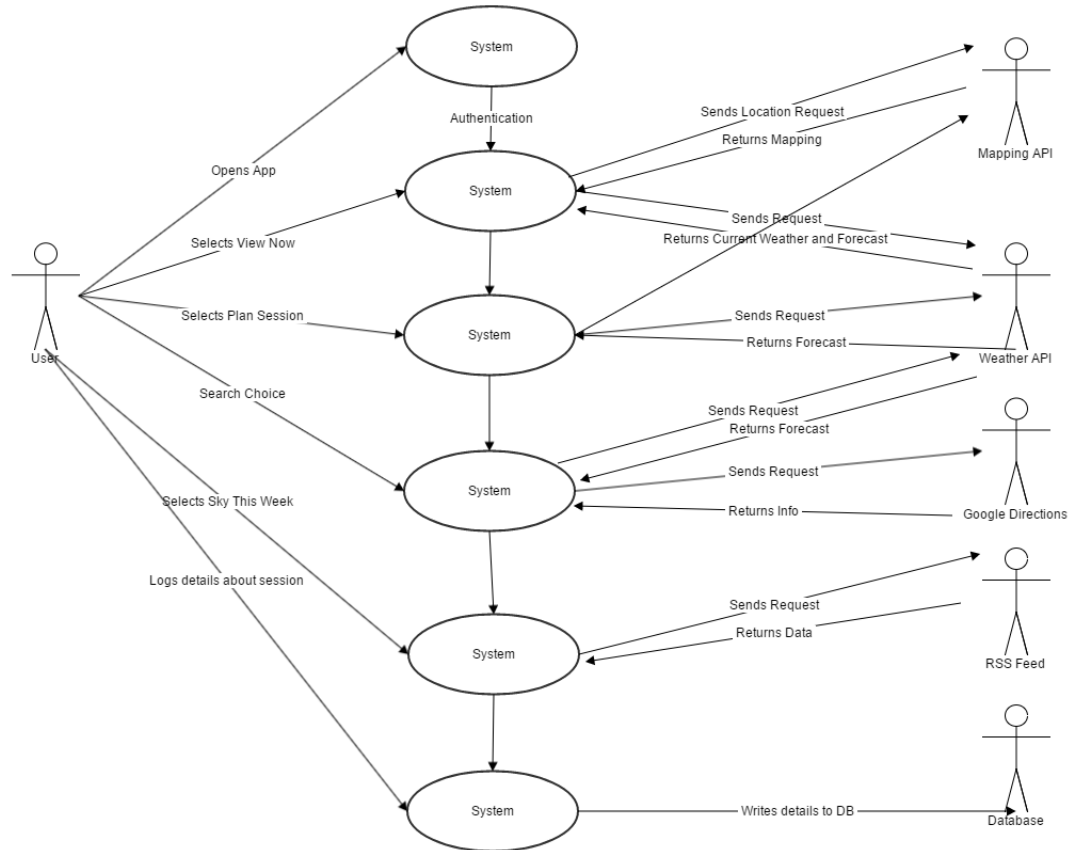 System
Authentication
Sends Location Request
Returns Mapping
Mapping API
Opens App
System
Sends Request
Selects View Now
Returns Current Weather and Forecast
Selects Plan Session
System
Sends Request
Returns Forecast
User
Weather API
Search Choice
Sends Request
Returns Forecast
System
Sends Request
Selects Sky This Week
Returns Info
Google Directions
Logs details about session
Sends Request
Returns Data
System
RSS Feed
System
Writes details to DB
Database